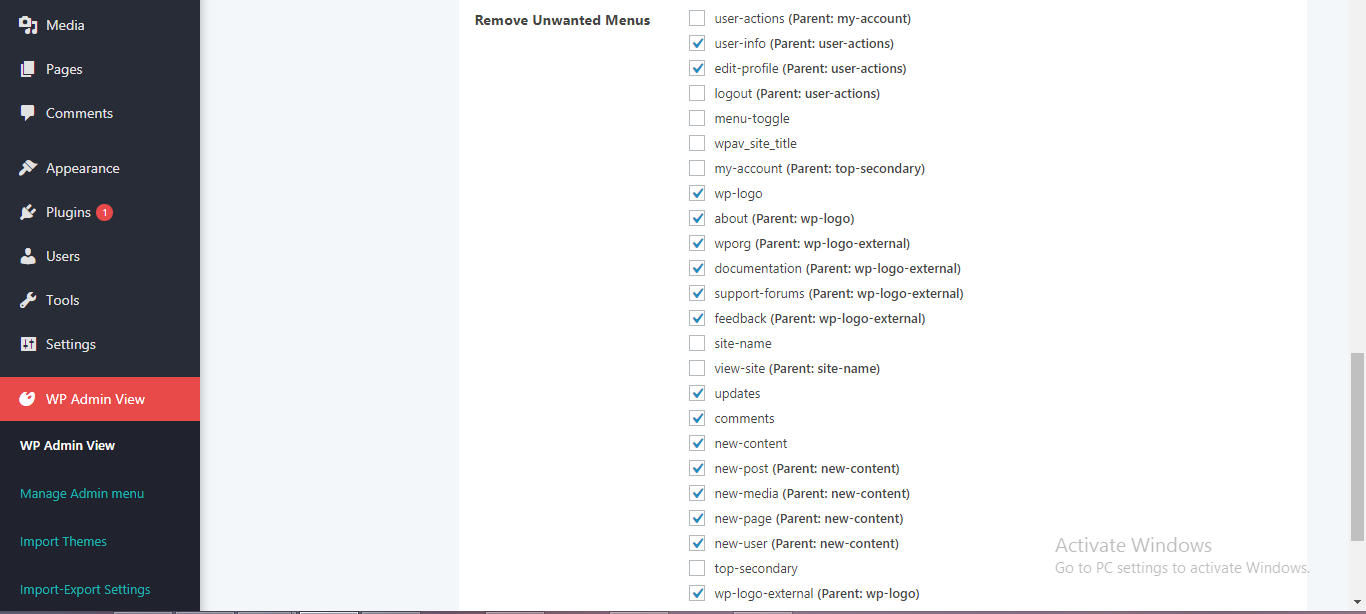 Media
Pages
Comments
Appearance
Plugins 1
Users
Tools
Settings
WP Admin View
WP Admin View
Manage Admin menu
Import Themes
Import-Export Settings
Remove Unwanted Menus
user-actions (Parent: my-account)
user-info (Parent: user-actions)
edit-profile (Parent: user-actions)
logout (Parent: user-actions)
menu-toggle
wpav_site_title
my-account (Parent: top-secondary)
wp-logo
about (Parent: wp-logo)
wporg (Parent: wp-logo-external)
documentation (Parent: wp-logo-external)
support-forums (Parent: wp-logo-external)
feedback (Parent: wp-logo-external)
site-name
view-site (Parent: site-name)
updates
comments
new-content
new-post (Parent: new-content)
new-media (Parent: new-content)
new-page (Parent: new-content)
new-user (Parent: new-content)
top-secondary
wp-logo-external (Parent: wp-logo)
Activate Windows
Go to PC settings to activate Windows.